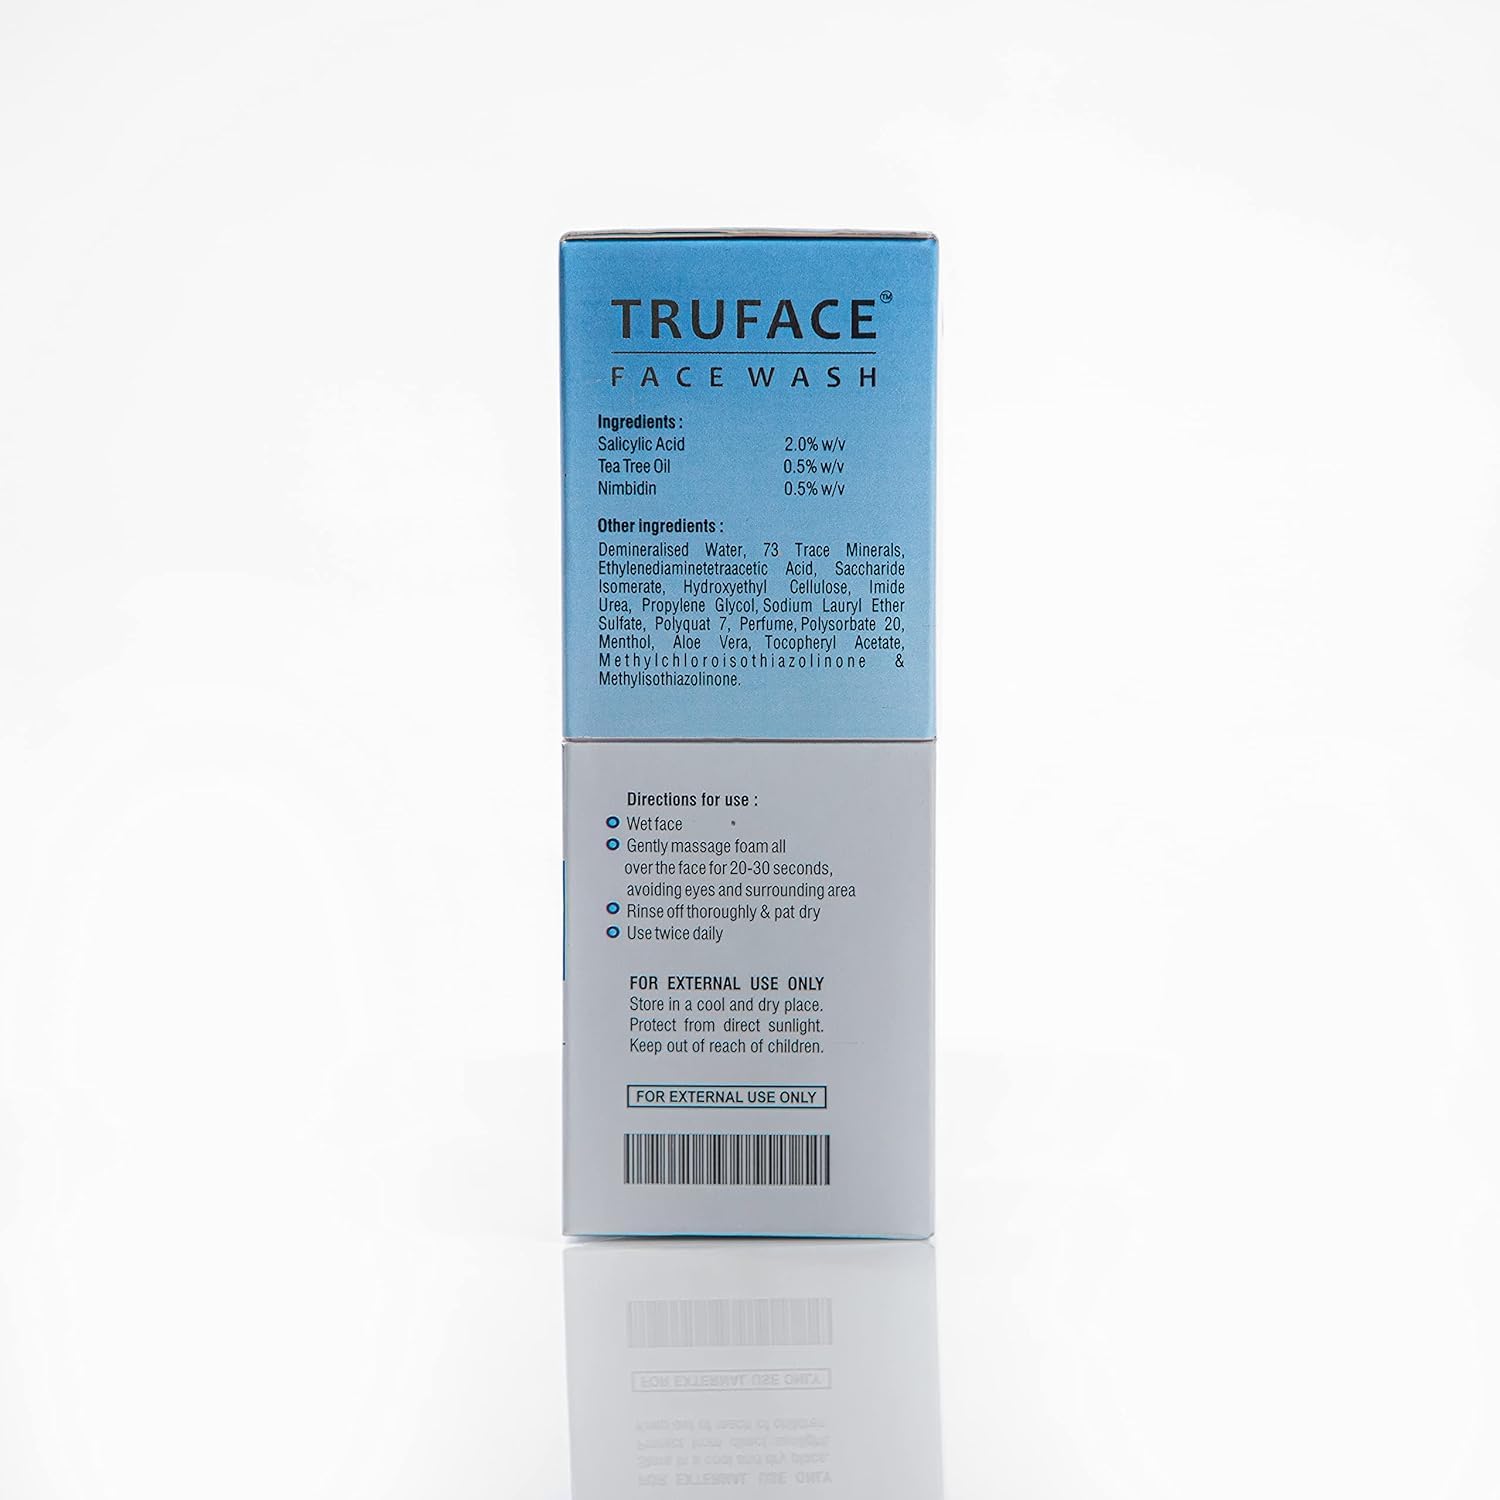 TRUFACE™
FACE WASH
Ingredients :
Salicylic Acid 2.0% w/v
Tea Tree Oil 0.5% w/v
Nimbidin 0.5% w/v
Other ingredients :
Demineralised Water, 73 Trace Minerals,
Ethylenediaminetetraacetic Acid, Saccharide
Isomerate, Hydroxyethyl Cellulose, Imide
Urea, Propylene Glycol, Sodium Lauryl Ether
Sulfate, Polyquat 7, Perfume, Polysorbate 20,
Menthol, Aloe Vera, Tocopheryl Acetate,
Methylchloroisothiazolinone &
Methylisothiazolinone.
Directions for use :
Wet face
Gently massage foam all
over the face for 20-30 seconds,
avoiding eyes and surrounding area
Rinse off thoroughly & pat dry
Use twice daily
FOR EXTERNAL USE ONLY
Store in a cool and dry place.
Protect from direct sunlight.
Keep out of reach of children.
FOR EXTERNAL USE ONLY